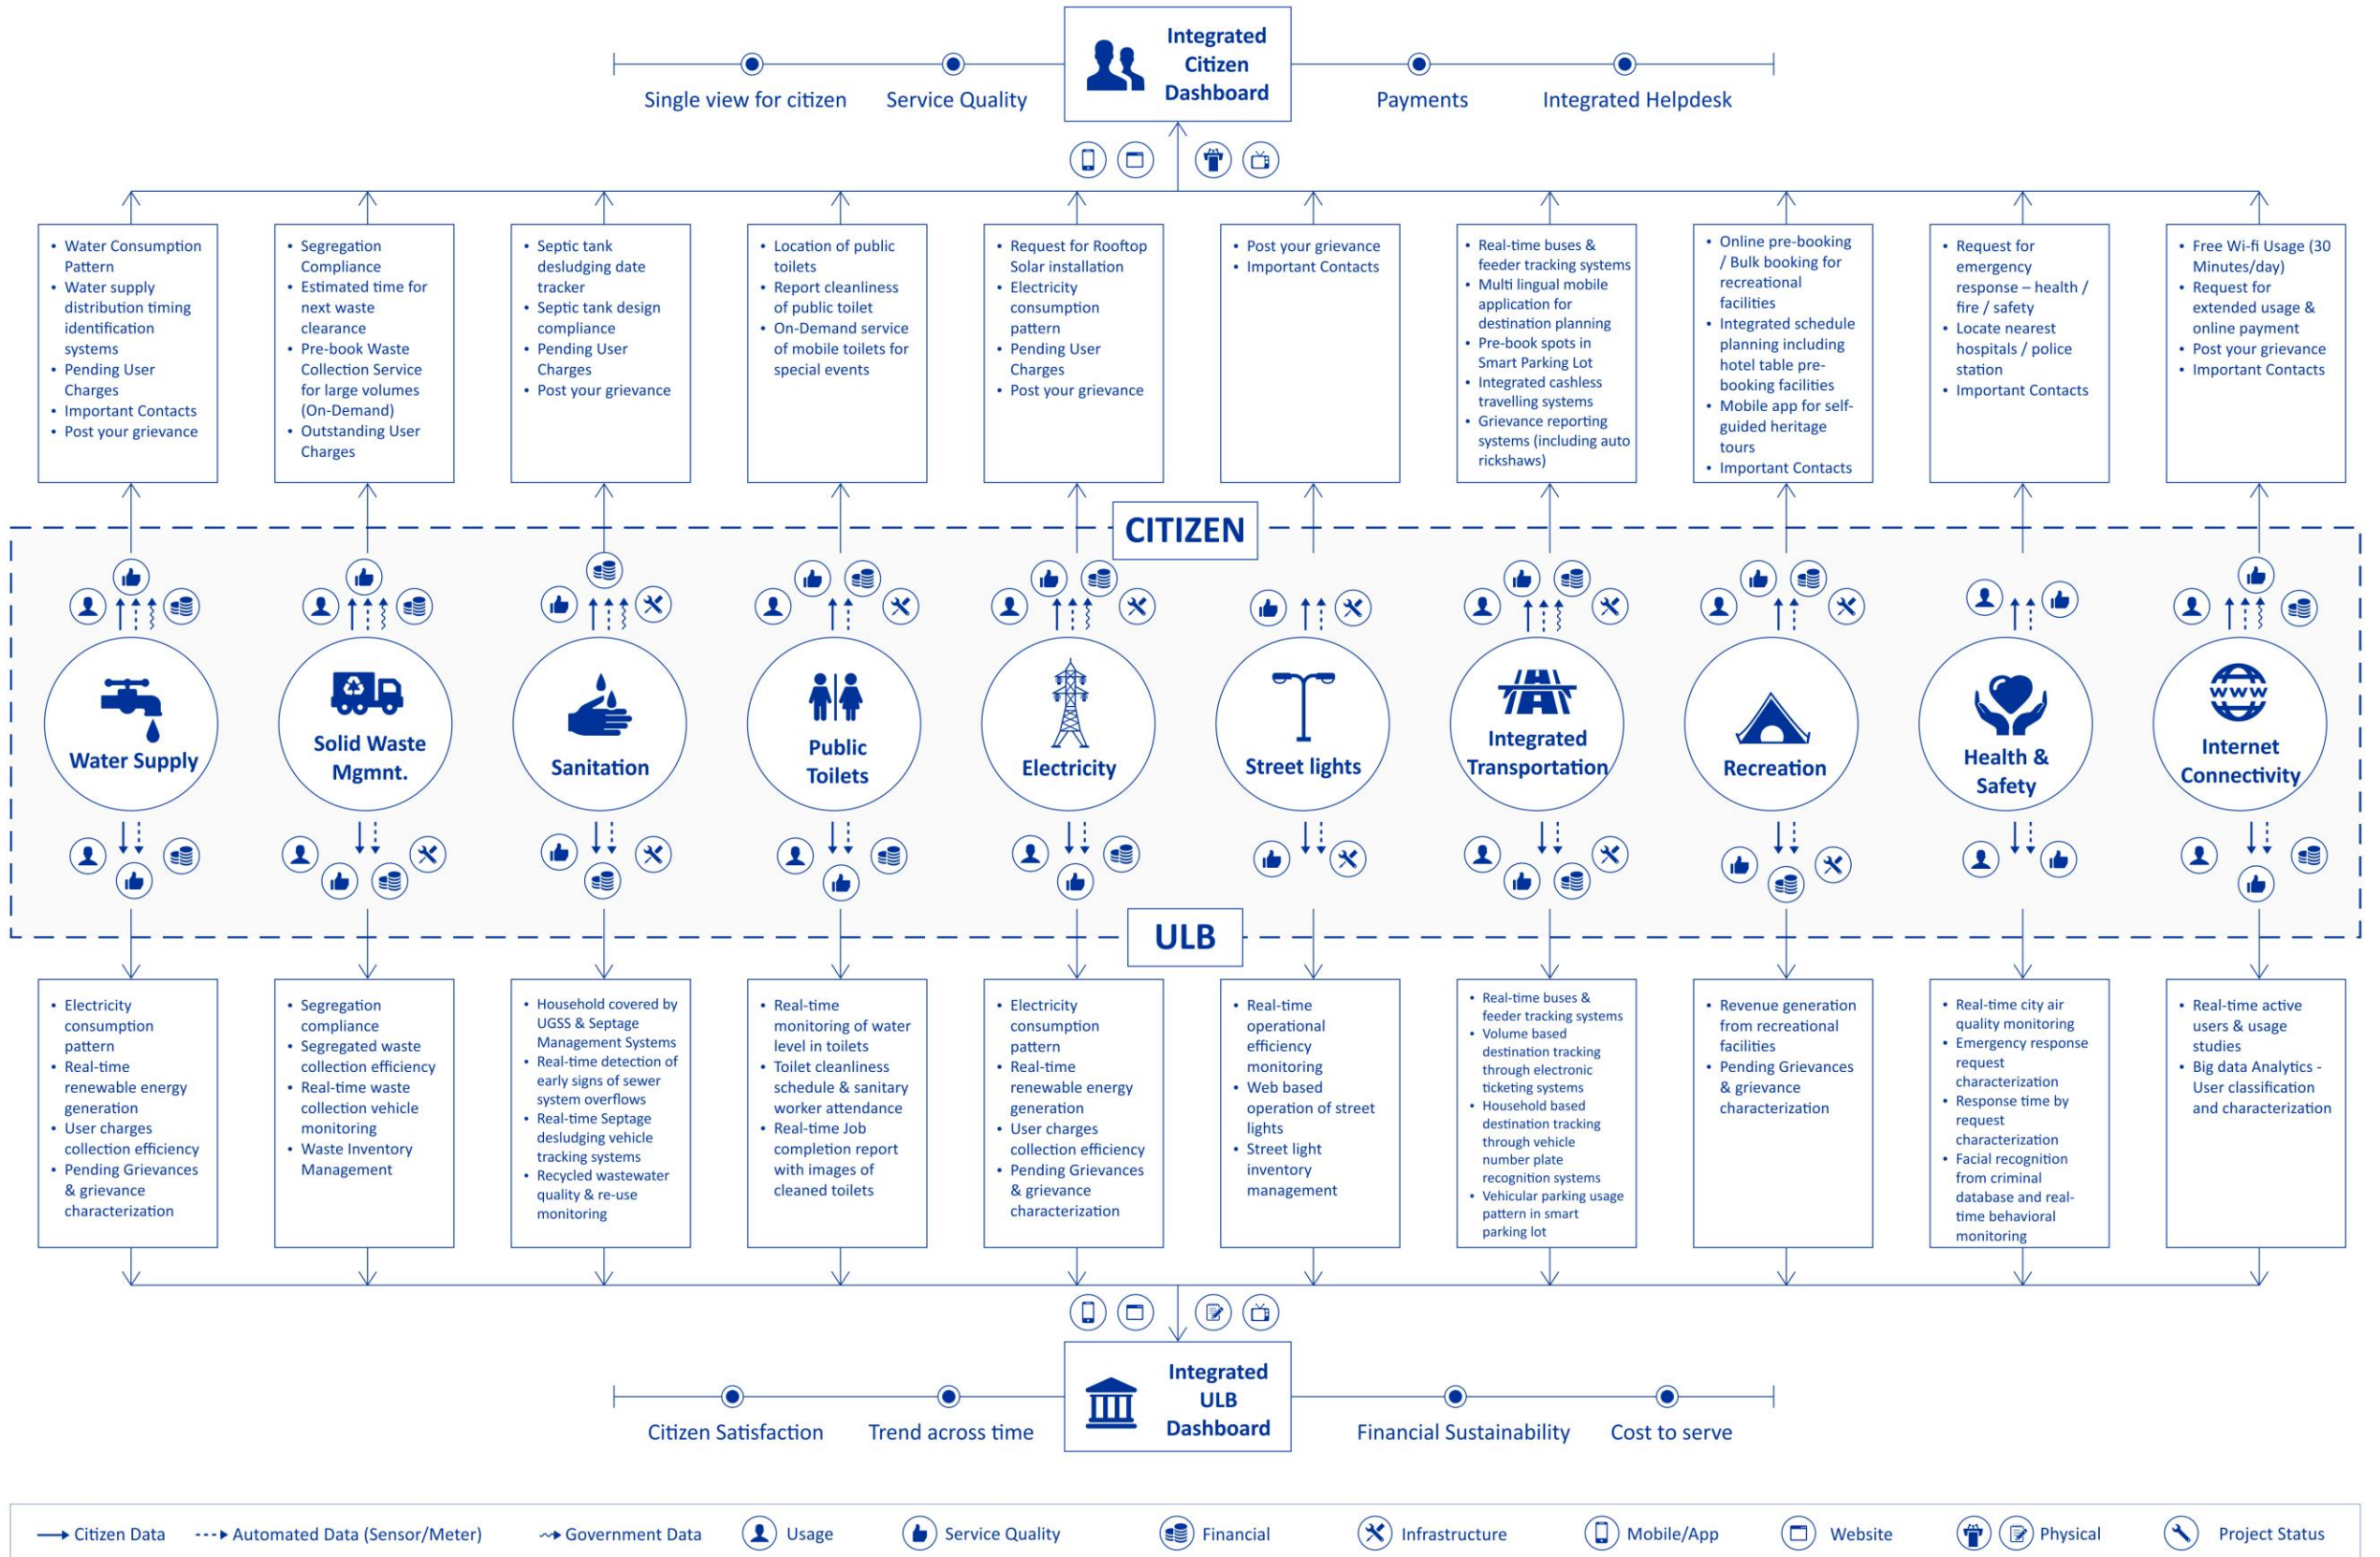 Integrated
Citizen
Dashboard
Single view for citizen
Service Quality
Payments
Integrated Helpdesk
• Water Consumption
Pattern
• Water supply
distribution timing
identification
systems
• Pending User
Charges
• Important Contacts
• Post your grievance
• Segregation
Compliance
• Estimated time for
next waste
clearance
• Pre-book Waste
Collection Service
for large volumes
(On-Demand)
• Outstanding User
Charges
• Septic tank
desludging date
tracker
• Septic tank design
compliance
• Pending User
Charges
• Post your grievance
• Location of public
toilets
• Report cleanliness
of public toilet
• On-Demand service
of mobile toilets for
special events
• Request for Rooftop
Solar installation
• Electricity
consumption
pattern
• Pending User
Charges
• Post your grievance
• Post your grievance
• Important Contacts
• Real-time buses &
feeder tracking systems
• Multi lingual mobile
application for
destination planning
• Pre-book spots in
Smart Parking Lot
• Integrated cashless
travelling systems
• Grievance reporting
systems (including auto
rickshaws)
• Online pre-booking
/ Bulk booking for
recreational
facilities
• Integrated schedule
planning including
hotel table pre-
booking facilities
• Mobile app for self-
guided heritage
tours
• Important Contacts
• Request for
emergency
response – health /
fire / safety
• Locate nearest
hospitals / police
station
• Important Contacts
• Free Wi-fi Usage (30
Minutes/day)
• Request for
extended usage &
online payment
• Post your grievance
• Important Contacts
CITIZEN
Water Supply
Solid Waste
Mgmnt.
Sanitation
Public
Toilets
Electricity
Street lights
Integrated
Transportation
Recreation
Health &
Safety
www
Internet
Connectivity
ULB
• Electricity
consumption
pattern
• Real-time
renewable energy
generation
• User charges
collection efficiency
• Pending Grievances
& grievance
characterization
• Segregation
compliance
• Segregated waste
collection efficiency
• Real-time waste
collection vehicle
monitoring
• Waste Inventory
Management
• Household covered by
UGSS & Septage
Management Systems
• Real-time detection of
early signs of sewer
system overflows
• Real-time Septage
desludging vehicle
tracking systems
• Recycled wastewater
quality & re-use
monitoring
• Real-time
monitoring of water
level in toilets
• Toilet cleanliness
schedule & sanitary
worker attendance
• Real-time Job
completion report
with images of
cleaned toilets
• Electricity
consumption
pattern
• Real-time
renewable energy
generation
• User charges
collection efficiency
• Pending Grievances
& grievance
characterization
• Real-time
operational
efficiency
monitoring
• Web based
operation of street
lights
• Street light
inventory
management
• Real-time buses &
feeder tracking systems
• Volume based
destination tracking
through electronic
ticketing systems
• Household based
destination tracking
through vehicle
number plate
recognition systems
• Vehicular parking usage
pattern in smart
parking lot
• Revenue generation
from recreational
facilities
• Pending Grievances
& grievance
characterization
• Real-time city air
quality monitoring
• Emergency response
request
characterization
• Response time by
request
characterization
• Facial recognition
from criminal
database and real-
time behavioral
monitoring
• Real-time active
users & usage
studies
• Big data Analytics -
User classification
and characterization
Integrated
ULB
Dashboard
Citizen Satisfaction
Trend across time
Financial Sustainability
Cost to serve
Citizen Data
Automated Data (Sensor/Meter)
Government Data
Usage
Service Quality
Financial
Infrastructure
Mobile/App
Website
Physical
Project Status